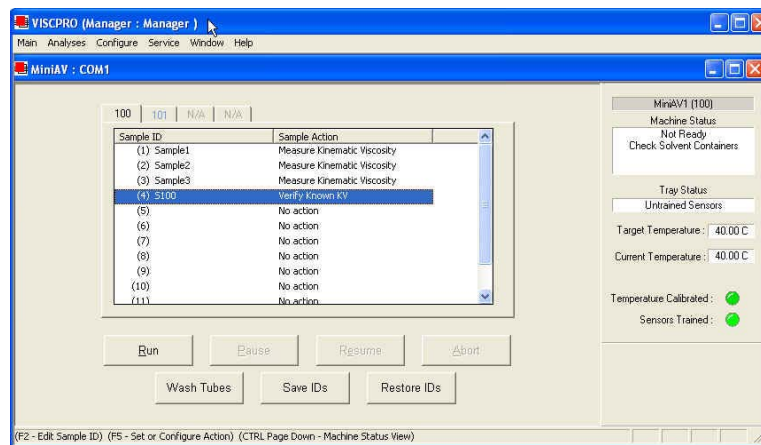 VISCPRO (Manager : Manager )
Main Analyses Configure Service Window Help
MiniAV : COM1
100 101 N/A N/A
Sample ID Sample Action
(1) Sample1 Measure Kinematic Viscosity
(2) Sample2 Measure Kinematic Viscosity
(3) Sample3 Measure Kinematic Viscosity
(4) S100 Verify Known KV
(5) No action
(6) No action
(7) No action
(8) No action
(9) No action
(10) No action
(11) No action
Run Pause Resume Abort
Wash Tubes Save IDs Restore IDs
MiniAV1 (100)
Machine Status
Not Ready
Check Solvent Containers
Tray Status
Untrained Sensors
Target Temperature : 40.00 C
Current Temperature : 40.00 C
Temperature Calibrated :
Sensors Trained :
(F2 - Edit Sample ID) (F5 - Set or Configure Action) (CTRL Page Down - Machine Status View)